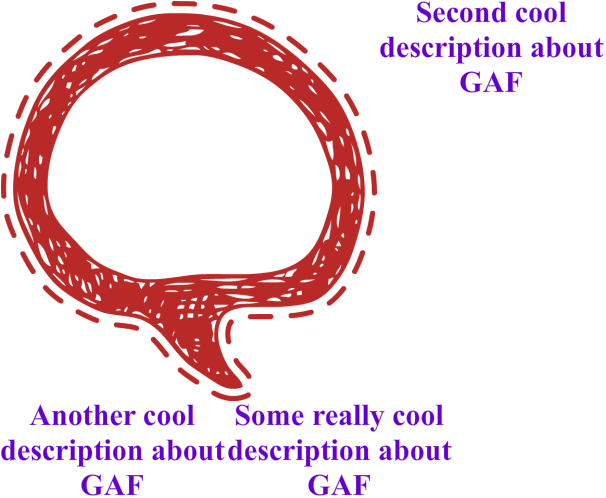 Second cool
description about
GAF
Another cool
description about
GAF
Some really cool
description about
GAF